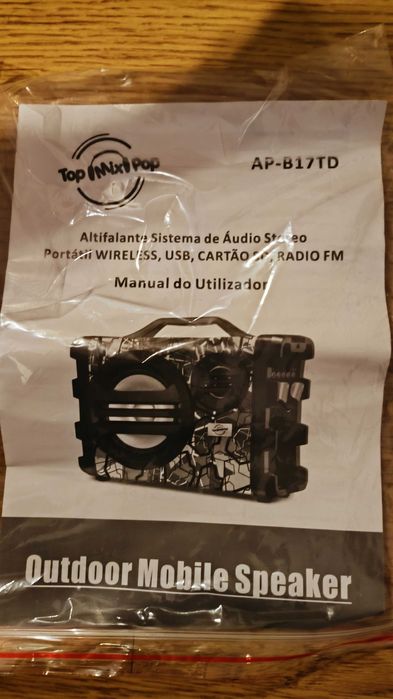 Top Mix Pop
AP-B17TD
Altifalante Sistema de Áudio Stereo
Portátil WIRELESS, USB, CARTÃO SD, RADIO FM
Manual do Utilizador
Outdoor Mobile Speaker